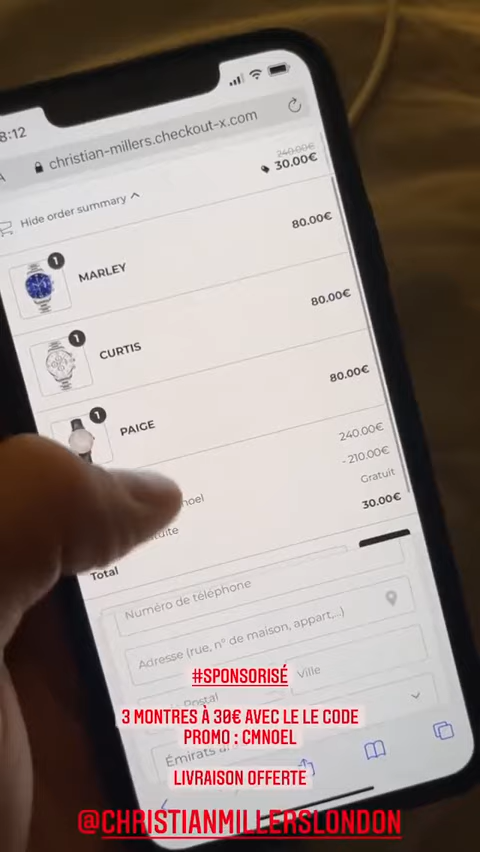 8:12
christian-millers.checkout-x.com
Hide order summary
240.00€
30.00€
1
MARLEY
80.00€
1
CURTIS
80.00€
1
PAIGE
80.00€
240.00€
-210.00€
Gratuit
Total
30.00€
Numéro de téléphone
Adresse (rue, n° de maison, appart,...)
Postal
Ville
Émirats
#SPONSORISÉ
3 MONTRES À 30€ AVEC LE LE CODE
PROMO : CMNOEL
LIVRAISON OFFERTE
@CHRISTIANMILLERSLONDON